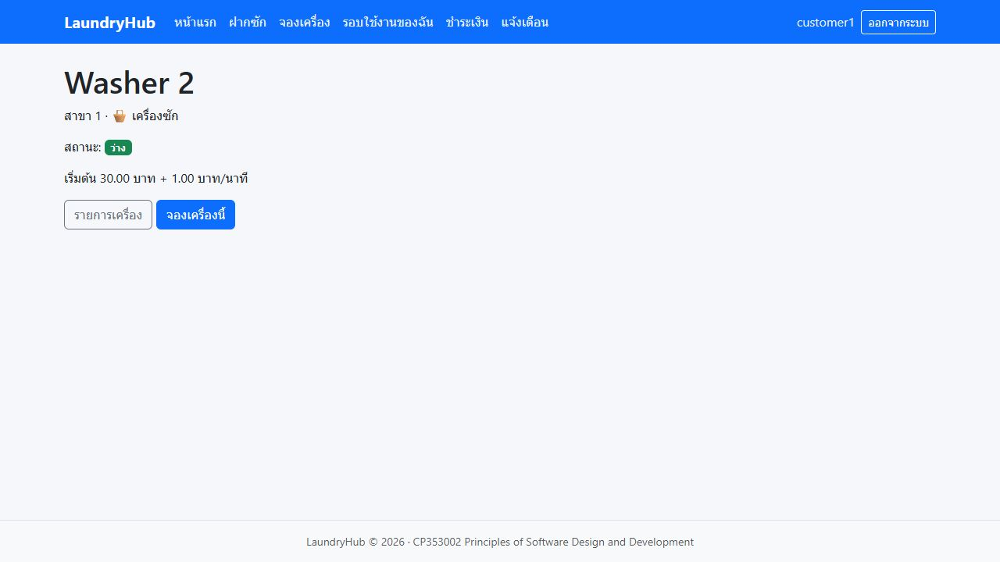 LaundryHub หน้าแรก ฝากซัก จองเครื่อง รอบใช้งานของฉัน ชำระเงิน แจ้งเตือน customer1 ออกจากระบบ
Washer 2
สาขา 1 · 🧺 เครื่องซัก
สถานะ: ว่าง
เริ่มต้น 30.00 บาท + 1.00 บาท/นาที
รายการเครื่อง จองเครื่องนี้
LaundryHub © 2026 · CP353002 Principles of Software Design and Development